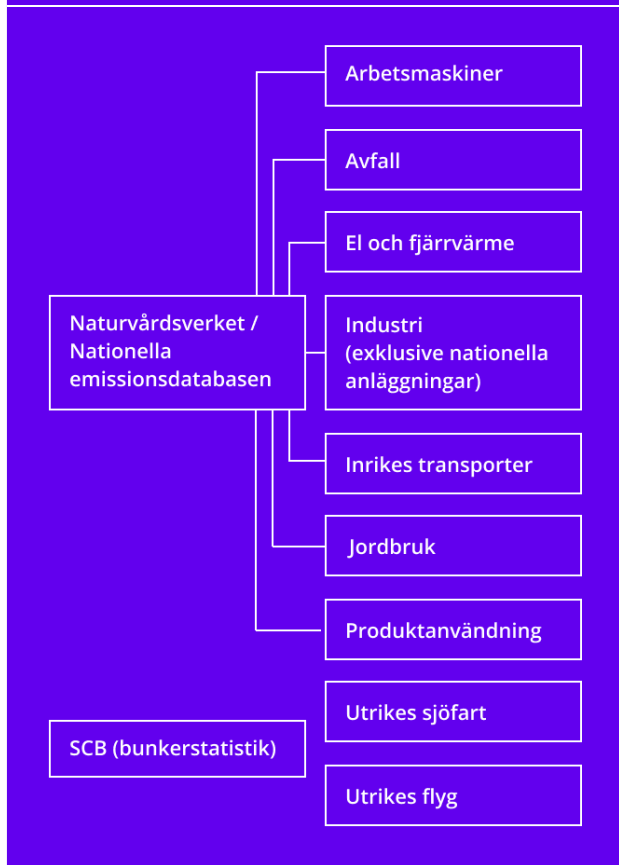 Arbetsmaskiner
Avfall
El och fjärrvärme
Naturvårdsverket /
Nationella
emissionsdatabasen
Industri
(exklusive nationella
anläggningar)
Inrikes transporter
Jordbruk
Produktanvändning
Utrikes sjöfart
SCB (bunkerstatistik)
Utrikes flyg